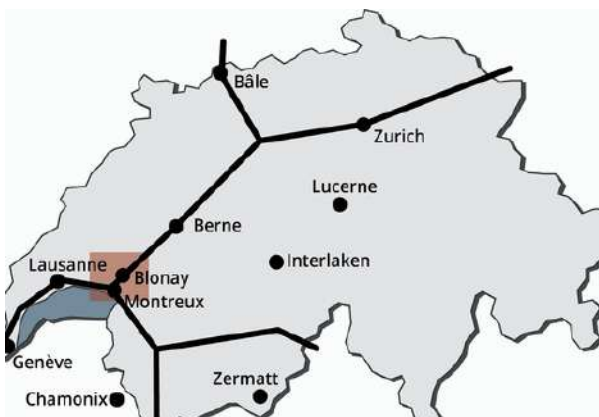 Bâle
Zurich
Lucerne
Berne
Interlaken
Lausanne
Blonay
Montreux
Genève
Zermatt
Chamonix